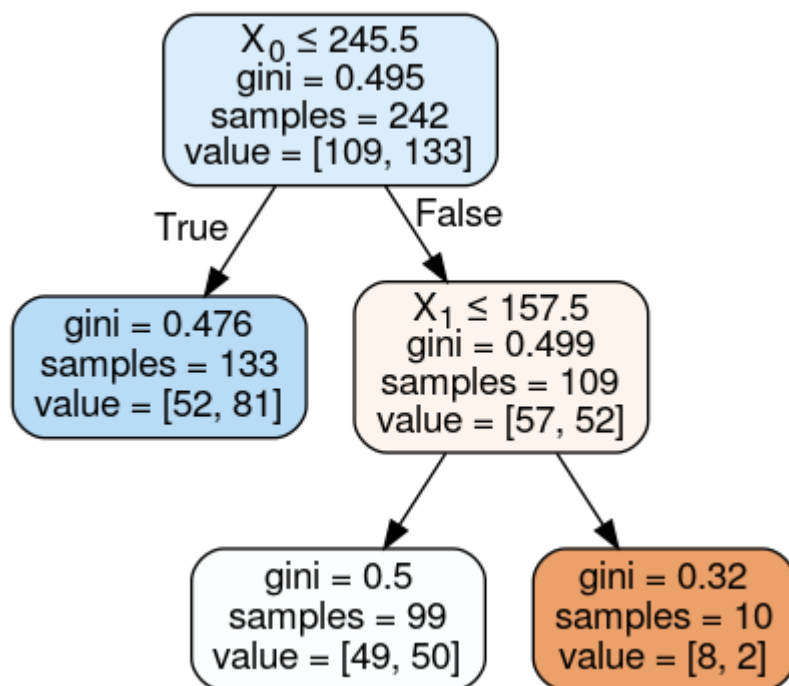 X₀ ≤ 245.5
gini = 0.495
samples = 242
value = [109, 133]
True
False
gini = 0.476
samples = 133
value = [52, 81]
X₁ ≤ 157.5
gini = 0.499
samples = 109
value = [57, 52]
gini = 0.5
samples = 99
value = [49, 50]
gini = 0.32
samples = 10
value = [8, 2]